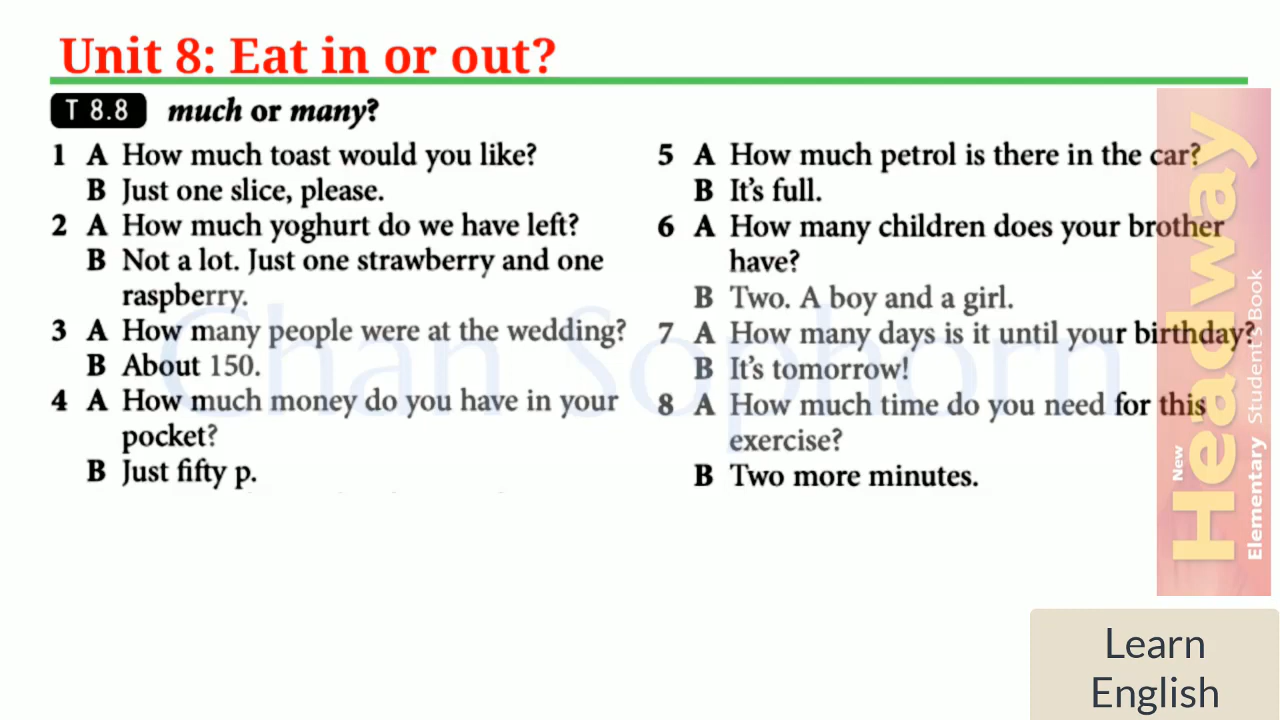 Unit 8: Eat in or out?
T 8.8 much or many?
1 A How much toast would you like?
B Just one slice, please.
2 A How much yoghurt do we have left?
B Not a lot. Just one strawberry and one
raspberry.
3 A How many people were at the wedding?
B About 150.
4 A How much money do you have in your
pocket?
B Just fifty p.
5 A How much petrol is there in the car?
B It's full.
6 A How many children does your brother
have?
B Two. A boy and a girl.
7 A How many days is it until your birthday?
B It's tomorrow!
8 A How much time do you need for this
exercise?
B Two more minutes.
Chan Sophorn
New
Headway
Elementary Student's Book
Learn
English